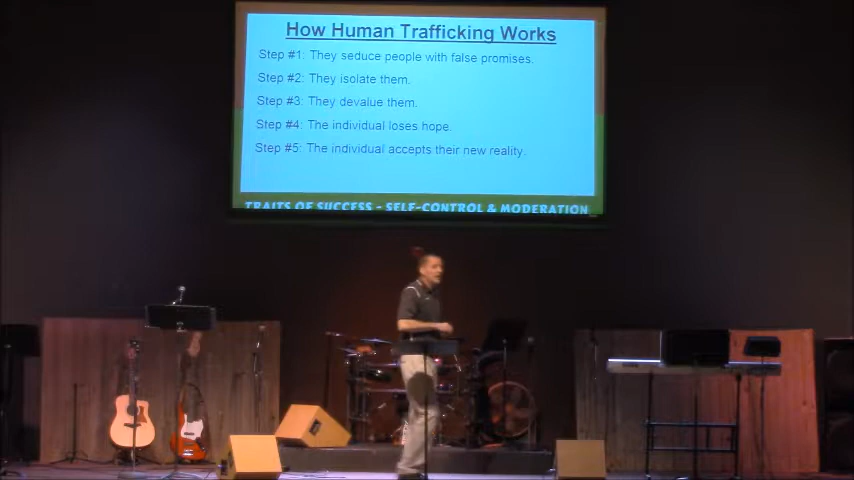 How Human Trafficking Works
Step #1: They seduce people with false promises.
Step #2: They isolate them.
Step #3: They devalue them.
Step #4: The individual loses hope.
Step #5: The individual accepts their new reality.
TRAITS OF SUCCESS - SELF-CONTROL & MODERATION